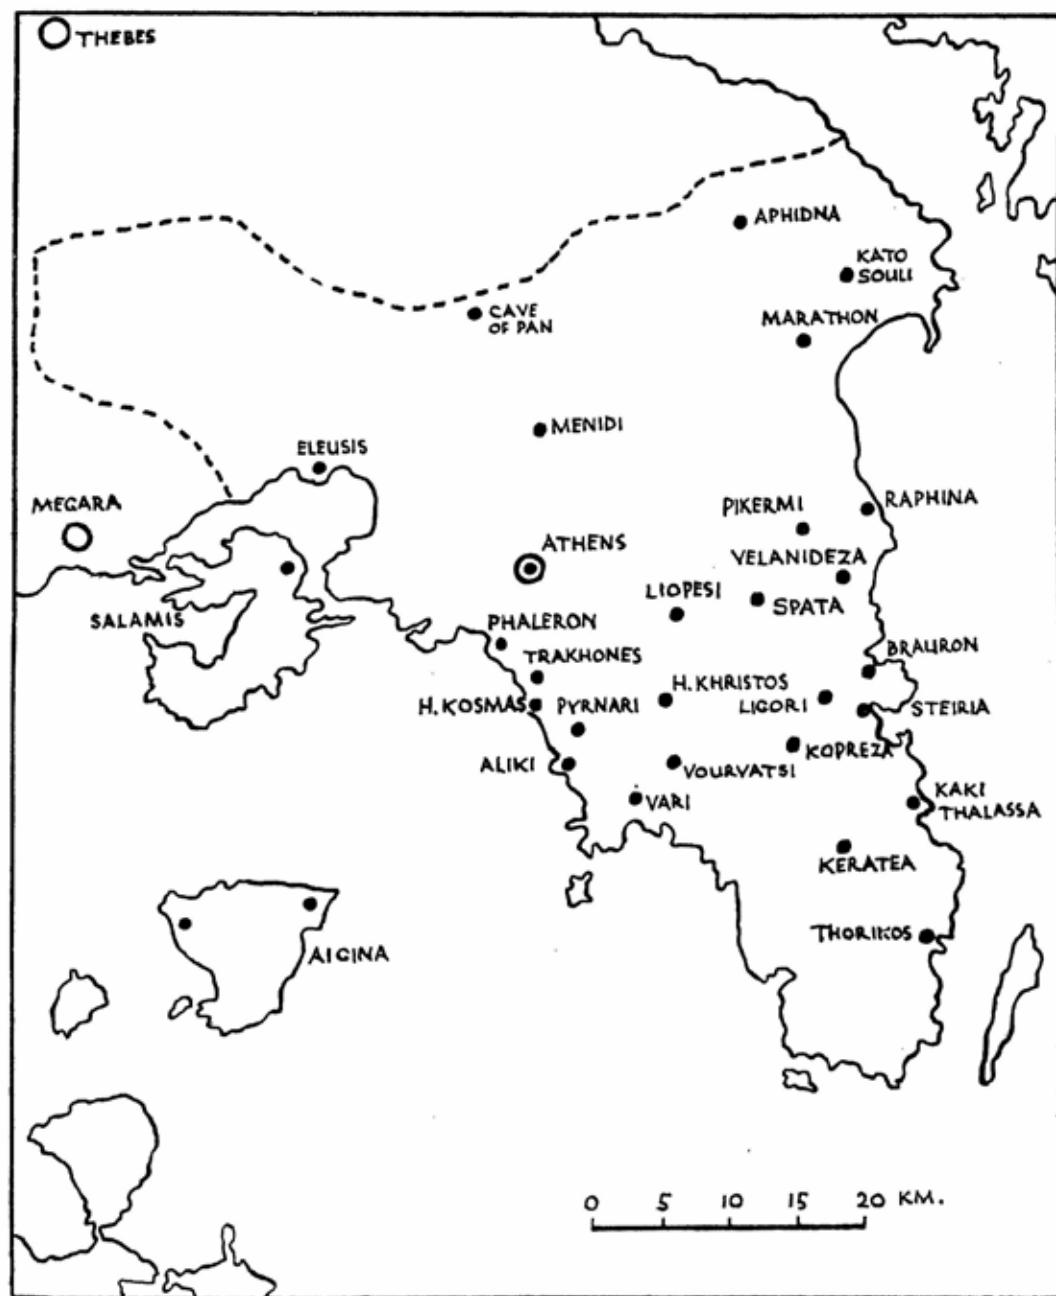 THEBES
APHIDNA
KATO
SOULI
CAVE
OF PAN
MARATHON
MENIDI
ELEUSIS
MEGARA
RAPHINA
PIKERMI
ATHENS
VELANIDEZA
LIOPESI
SPATA
SALAMIS
PHALERON
BRAURON
TRAKHONES
H. KHRISTOS
H. KOSMAS
PYRNARI
LIGORI
STEIRIA
KOPREZA
ALIKI
VOURVATSI
VARI
KAKI
THALASSA
KERATEA
THORIKOS
AIGINA
0 5 10 15 20 KM.